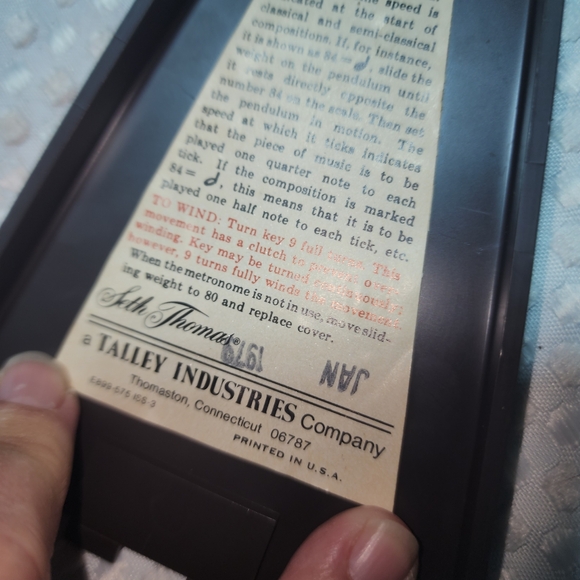 speed is
indicated at the start of
classical and semi-classical
compositions. If, for instance,
it is shown as 84 = 𝅗𝅥, slide the
weight on the pendulum until
it rests directly opposite the
number 84 on the scale. Then set
the pendulum in motion. The
speed at which it ticks indicates
that the piece of music is to be
played one quarter note to each
tick. If the composition is marked
84 = 𝅗𝅥, this means that it is to be
played one half note to each tick, etc.
TO WIND: Turn key 9 full turns. This
movement has a clutch to prevent over-
winding. Key may be turned continuously;
however, 9 turns fully winds the movement.
When the metronome is not in use, move slid-
ing weight to 80 and replace cover.
Seth Thomas®
JAN 1979
a TALLEY INDUSTRIES Company
Thomaston, Connecticut 06787
PRINTED IN U.S.A.